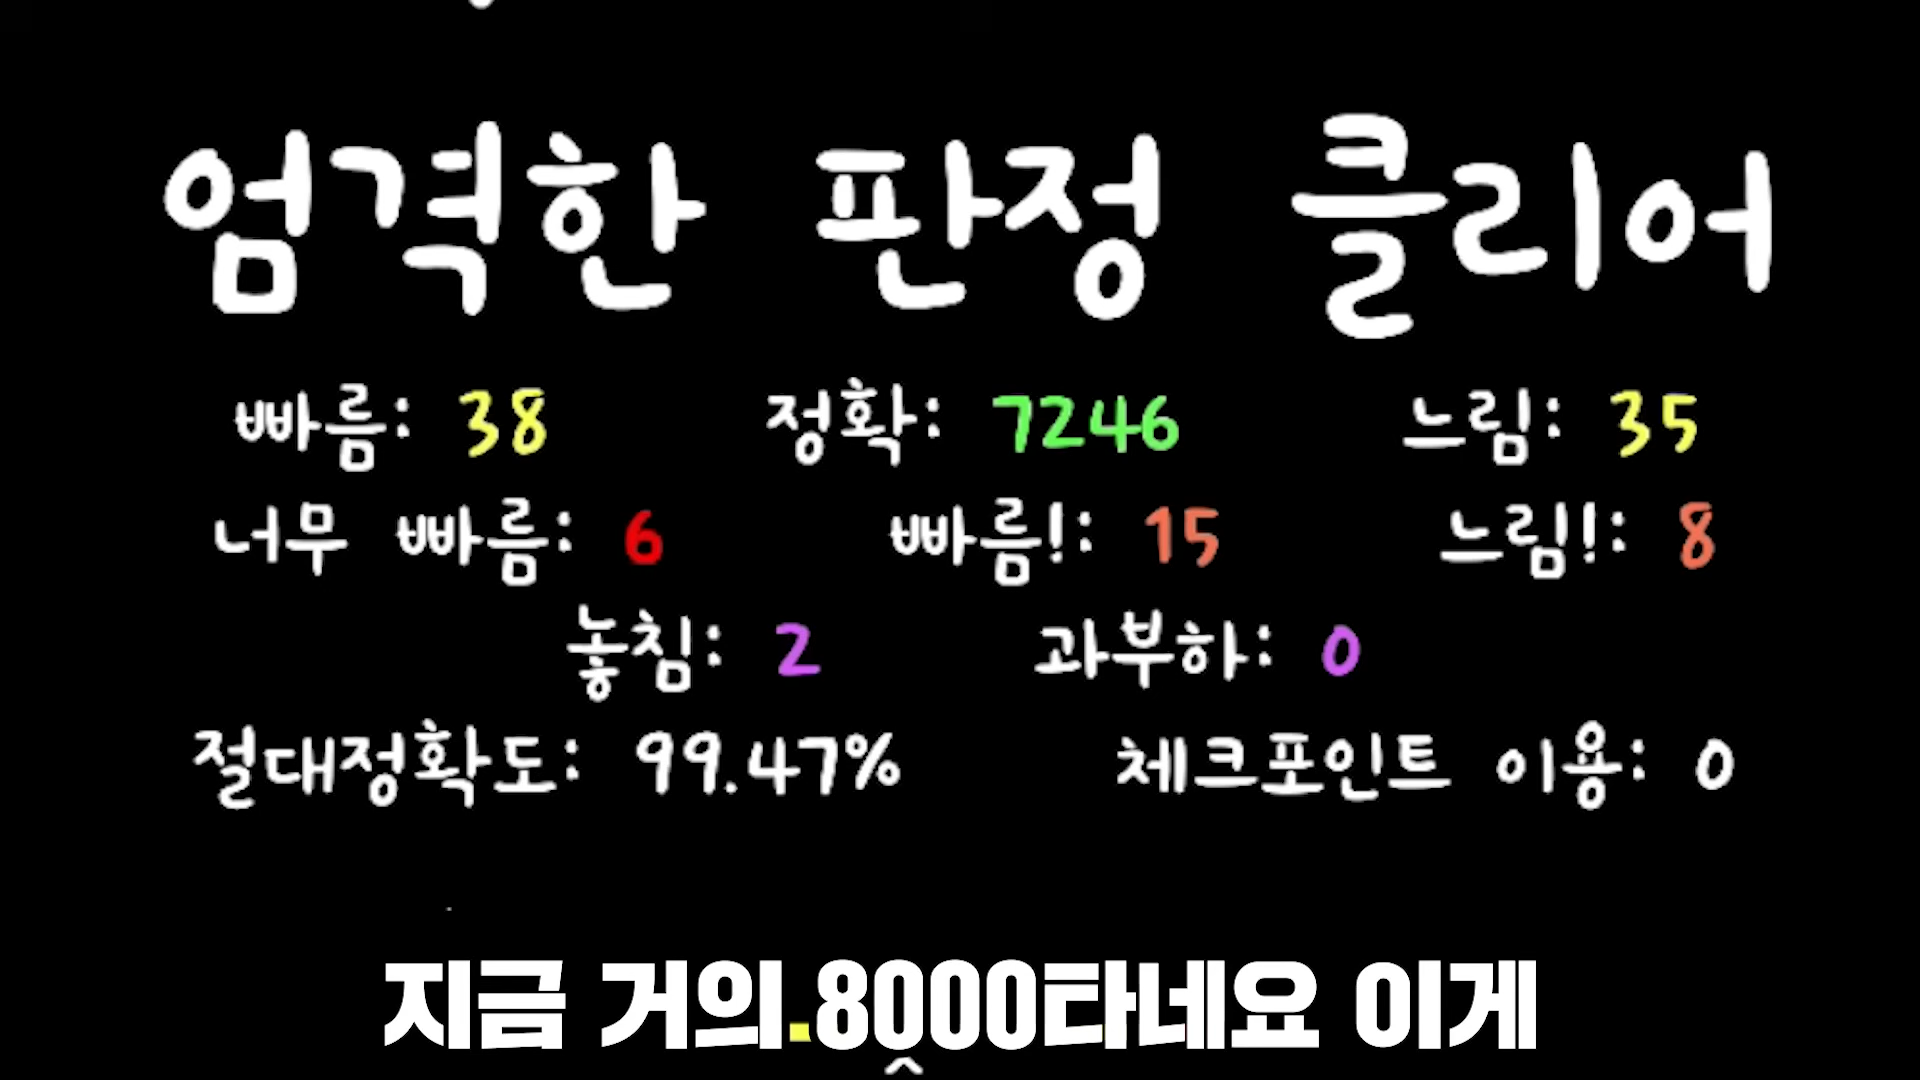 엄격한 판정 클리어
빠름: 38 정확: 7246 느림: 35
너무 빠름: 6 빠름!: 15 느림!: 8
놓침: 2 과부하: 0
절대정확도: 99.47% 체크포인트 이용: 0
지금 거의 8000타네요 이게